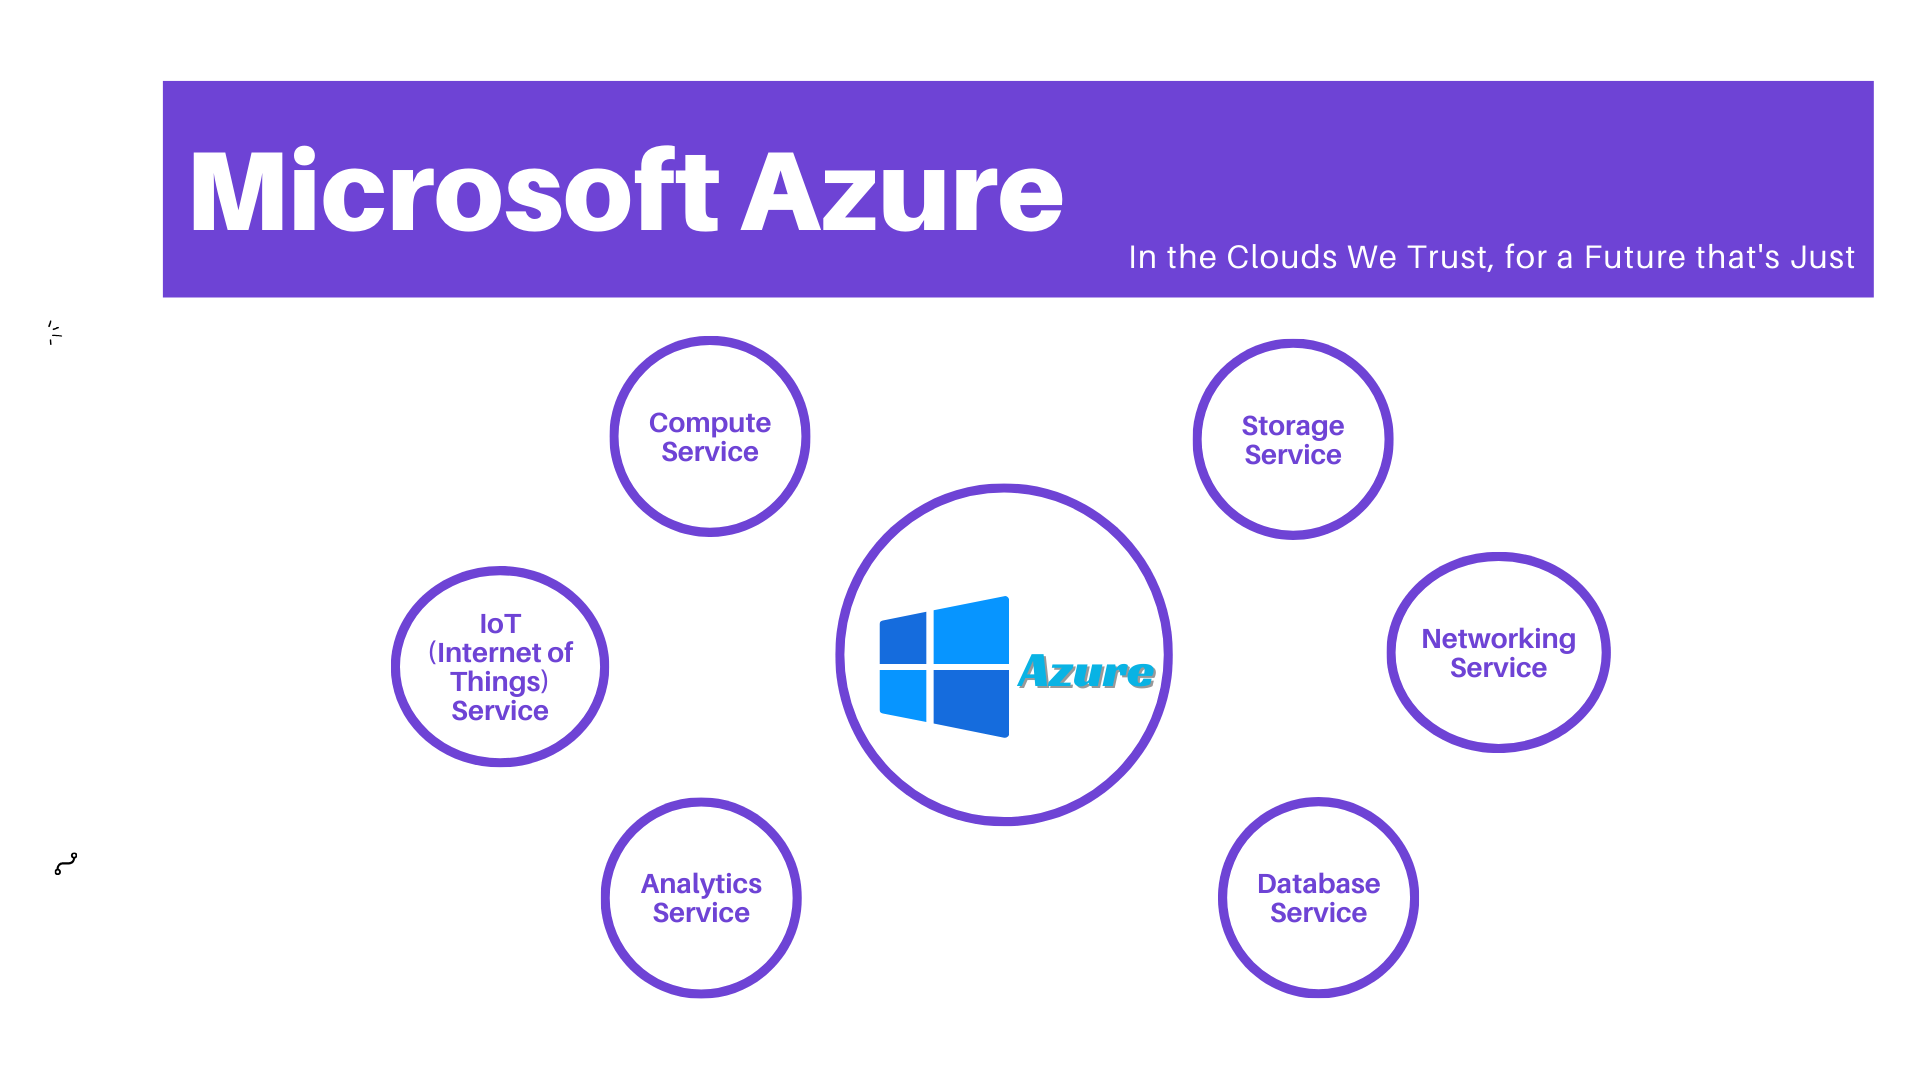 Microsoft Azure
In the Clouds We Trust, for a Future that's Just
Compute
Service
Storage
Service
IoT
(Internet of
Things)
Service
Azure
Networking
Service
Analytics
Service
Database
Service